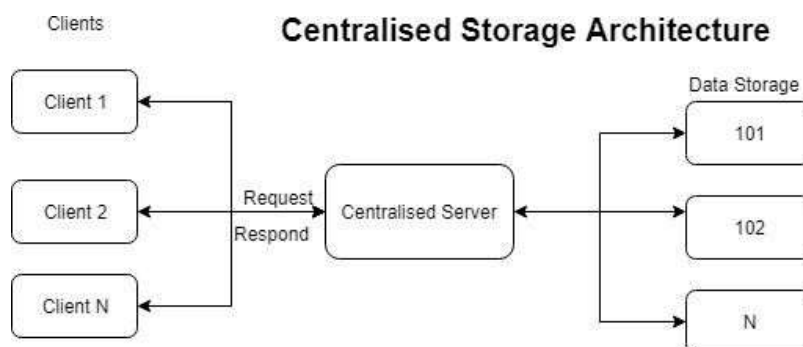 Clients
Centralised Storage Architecture
Client 1
Data Storage
101
Request
Client 2
Centralised Server
Respond
102
Client N
N